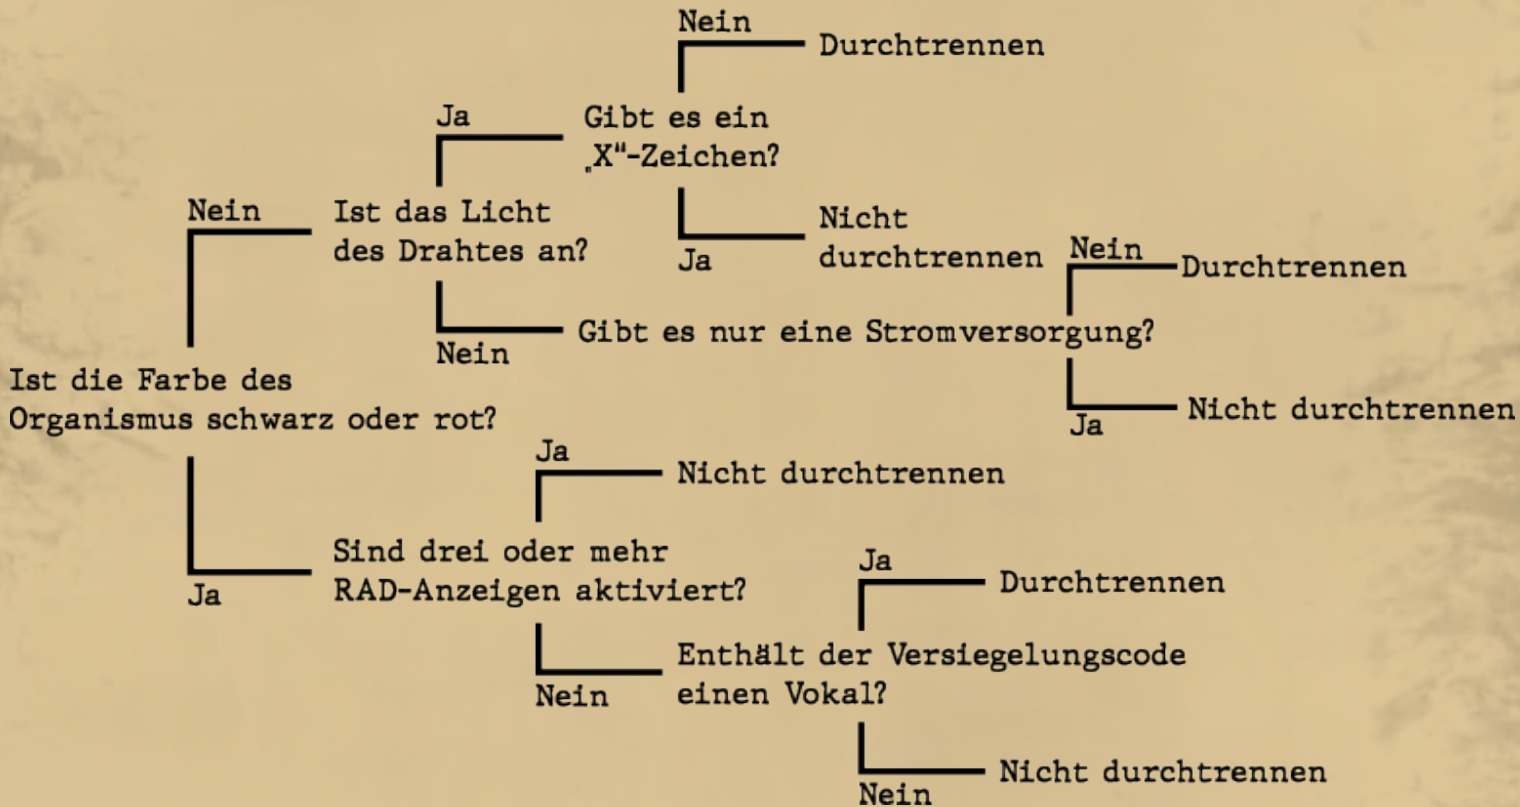 Nein
Durchtrennen
Ja
Gibt es ein
„X“-Zeichen?
Nein
Ist das Licht
des Drahtes an?
Ja
Nicht
durchtrennen
Nein
Durchtrennen
Nein
Gibt es nur eine Stromversorgung?
Ja
Nicht durchtrennen
Ist die Farbe des
Organismus schwarz oder rot?
Ja
Nicht durchtrennen
Ja
Sind drei oder mehr
RAD-Anzeigen aktiviert?
Ja
Durchtrennen
Nein
Enthält der Versiegelungscode
einen Vokal?
Nein
Nicht durchtrennen